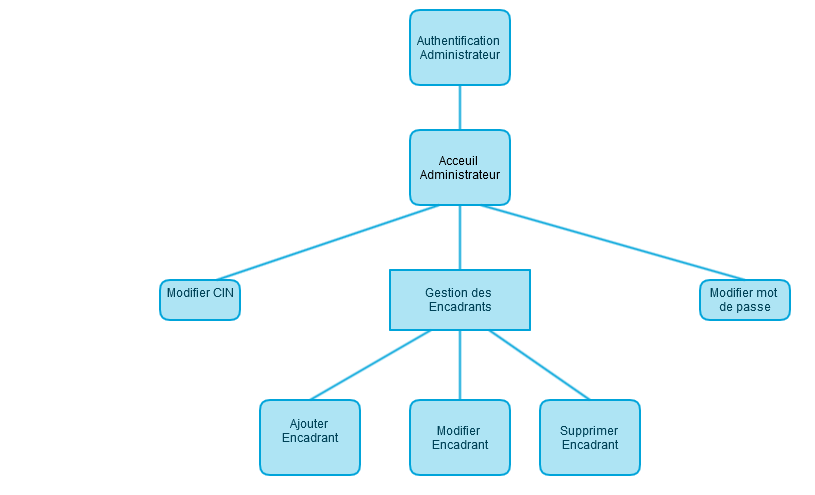 Authentification
Administrateur
Acceuil
Administrateur
Modifier CIN
Gestion des
Encadrants
Modifier mot
de passe
Ajouter
Encadrant
Modifier
Encadrant
Supprimer
Encadrant